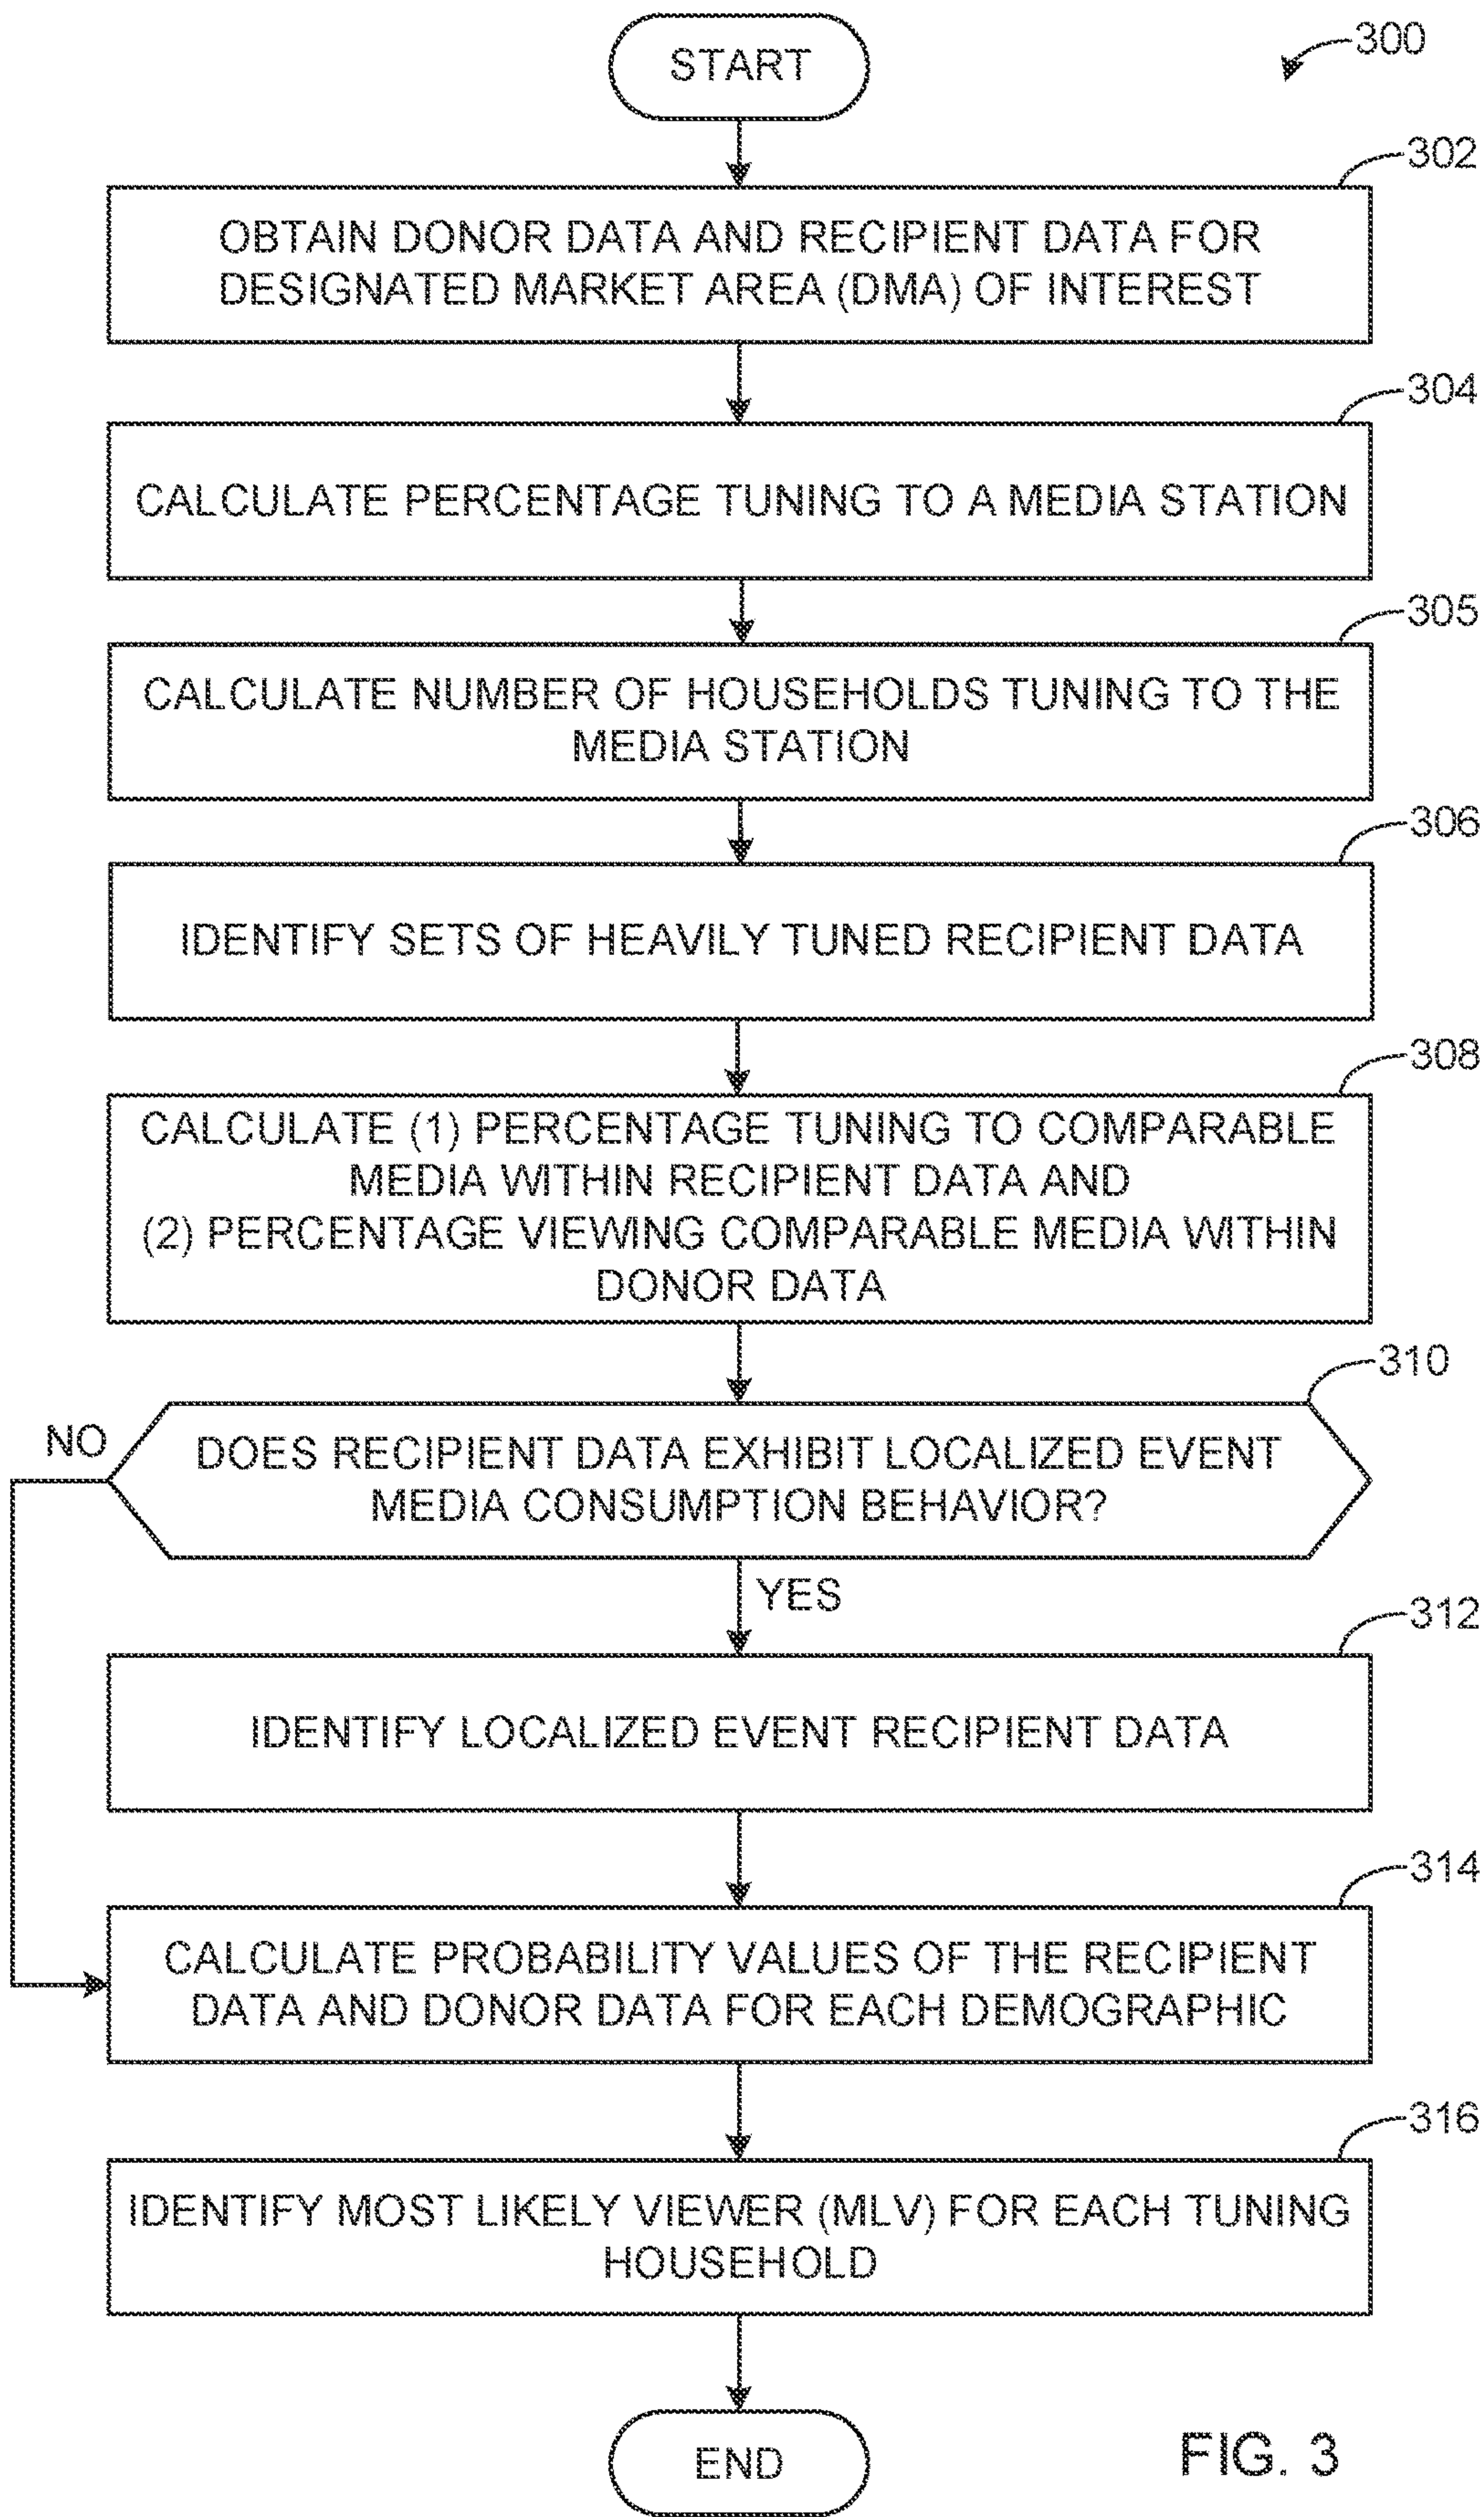 START
300
302
OBTAIN DONOR DATA AND RECIPIENT DATA FOR
DESIGNATED MARKET AREA (DMA) OF INTEREST
304
CALCULATE PERCENTAGE TUNING TO A MEDIA STATION
305
CALCULATE NUMBER OF HOUSEHOLDS TUNING TO THE
MEDIA STATION
306
IDENTIFY SETS OF HEAVILY TUNED RECIPIENT DATA
308
CALCULATE (1) PERCENTAGE TUNING TO COMPARABLE
MEDIA WITHIN RECIPIENT DATA AND
(2) PERCENTAGE VIEWING COMPARABLE MEDIA WITHIN
DONOR DATA
310
NO
DOES RECIPIENT DATA EXHIBIT LOCALIZED EVENT
MEDIA CONSUMPTION BEHAVIOR?
YES
312
IDENTIFY LOCALIZED EVENT RECIPIENT DATA
314
CALCULATE PROBABILITY VALUES OF THE RECIPIENT
DATA AND DONOR DATA FOR EACH DEMOGRAPHIC
316
IDENTIFY MOST LIKELY VIEWER (MLV) FOR EACH TUNING
HOUSEHOLD
END
FIG. 3